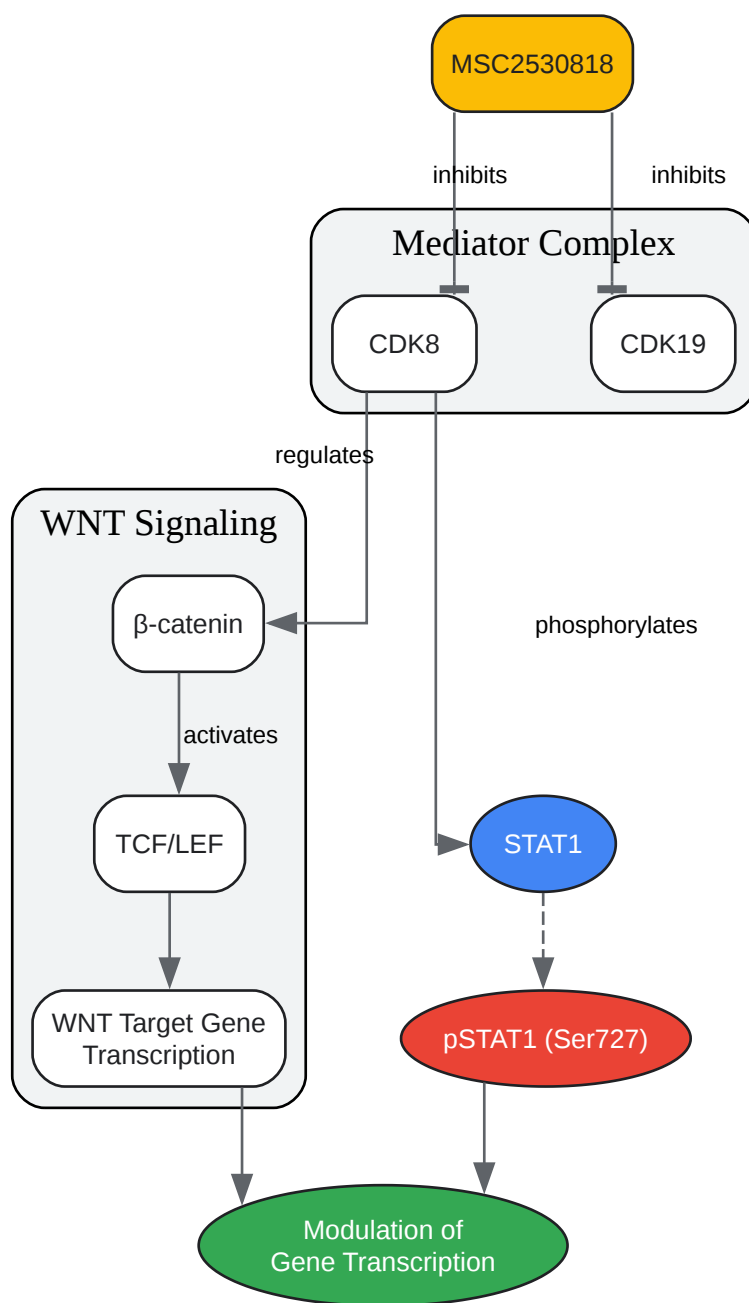 MSC2530818
inhibits
inhibits
Mediator Complex
CDK8
CDK19
regulates
WNT Signaling
β-catenin
phosphorylates
activates
TCF/LEF
STAT1
WNT Target Gene
Transcription
pSTAT1 (Ser727)
Modulation of
Gene Transcription